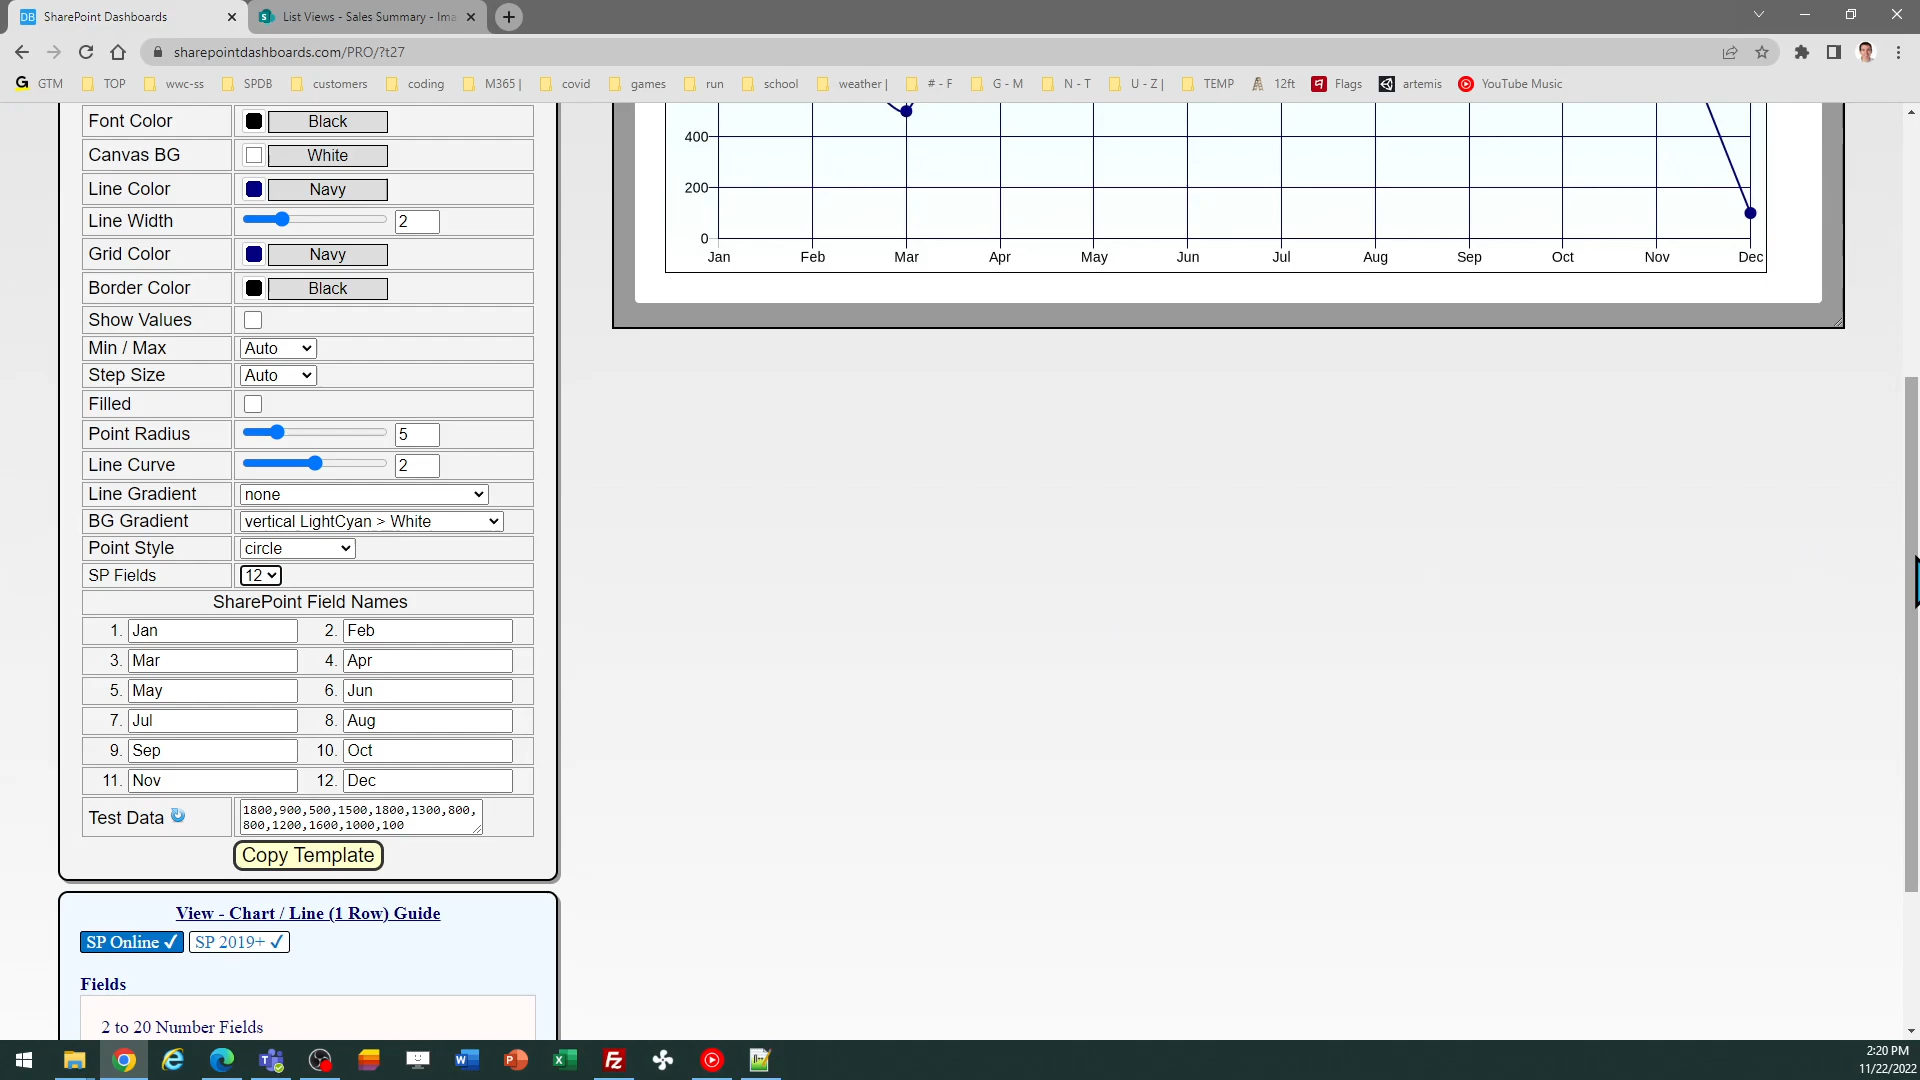 SharePoint Dashboards
List Views - Sales Summary - Ima
sharepointdashboards.com/PRO/?t27
GTM TOP wwc-ss SPDB customers coding M365 | covid games run school weather | # - F G - M N - T U - Z | TEMP 12ft Flags artemis YouTube Music
Font Color Black
Canvas BG White
Line Color Navy
Line Width 2
Grid Color Navy
Border Color Black
Show Values
Min / Max Auto
Step Size Auto
Filled
Point Radius 5
Line Curve 2
Line Gradient none
BG Gradient vertical LightCyan > White
Point Style circle
SP Fields 12
SharePoint Field Names
1. Jan 2. Feb
3. Mar 4. Apr
5. May 6. Jun
7. Jul 8. Aug
9. Sep 10. Oct
11. Nov 12. Dec
Test Data 1800,900,500,1500,1800,1300,800,
800,1200,1600,1000,100
Copy Template
View - Chart / Line (1 Row) Guide
SP Online ✓ SP 2019+ ✓
Fields
2 to 20 Number Fields
400
200
0
Jan Feb Mar Apr May Jun Jul Aug Sep Oct Nov Dec
2:20 PM
11/22/2022